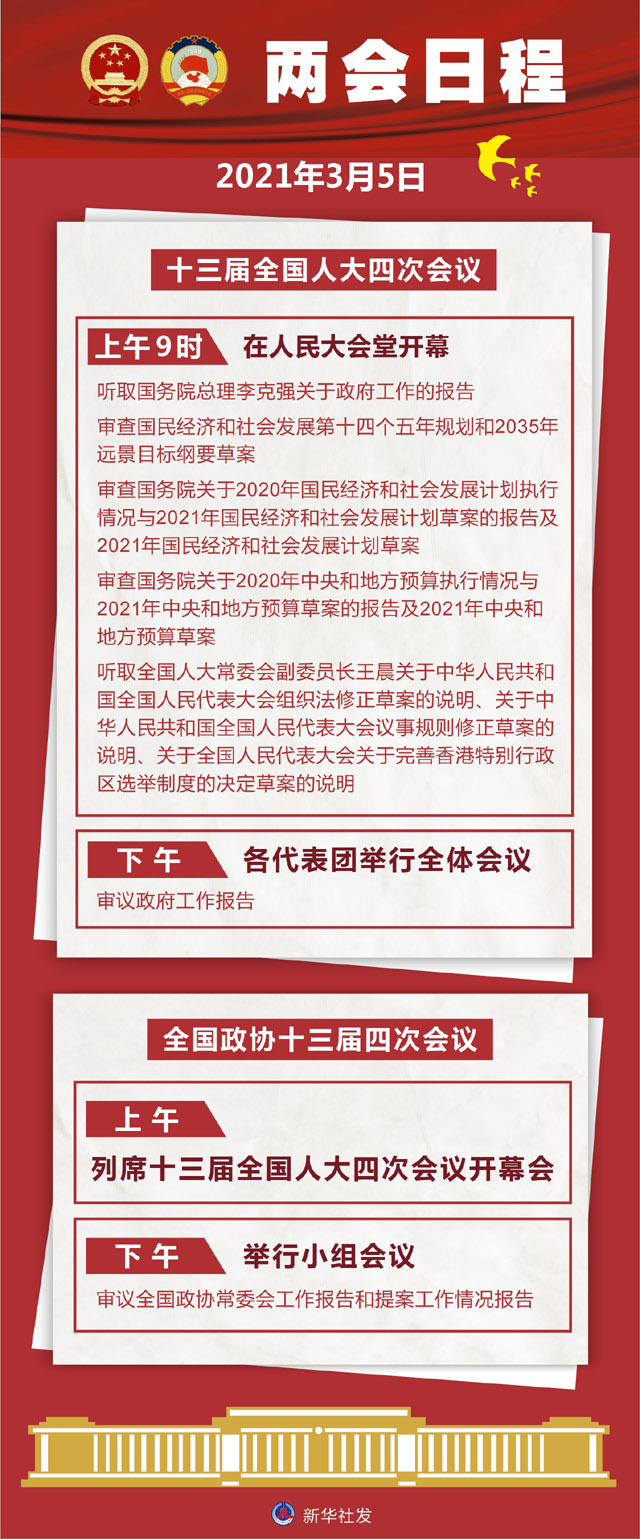 两会日程
2021年3月5日
十三届全国人大四次会议
上午9时 在人民大会堂开幕
听取国务院总理李克强关于政府工作的报告
审查国民经济和社会发展第十四个五年规划和2035年
远景目标纲要草案
审查国务院关于2020年国民经济和社会发展计划执行
情况与2021年国民经济和社会发展计划草案的报告及
2021年国民经济和社会发展计划草案
审查国务院关于2020年中央和地方预算执行情况与
2021年中央和地方预算草案的报告及2021年中央和
地方预算草案
听取全国人大常委会副委员长王晨关于中华人民共和
国全国人民代表大会组织法修正草案的说明、关于中
华人民共和国全国人民代表大会议事规则修正草案的
说明、关于全国人民代表大会关于完善香港特别行政
区选举制度的决定草案的说明
下午 各代表团举行全体会议
审议政府工作报告
全国政协十三届四次会议
上午
列席十三届全国人大四次会议开幕会
下午 举行小组会议
审议全国政协常委会工作报告和提案工作情况报告
新华社发